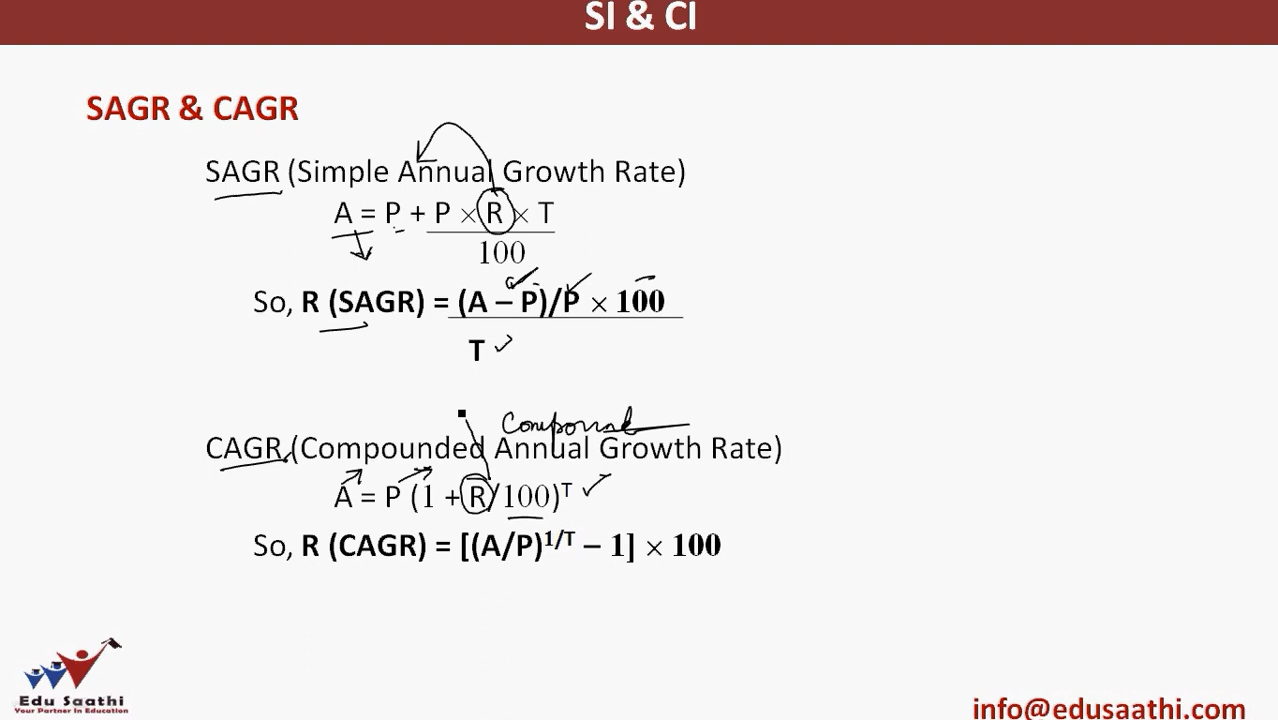 SI & CI
SAGR & CAGR
SAGR (Simple Annual Growth Rate)
A = P + P × R × T
100
So, R (SAGR) = (A – P)/P × 100
T
Compound
CAGR (Compounded Annual Growth Rate)
A = P (1 + R/100)ᵀ
So, R (CAGR) = [(A/P)¹/ᵀ – 1] × 100
Edu Saathi
Your Partner In Education
info@edusaathi.com